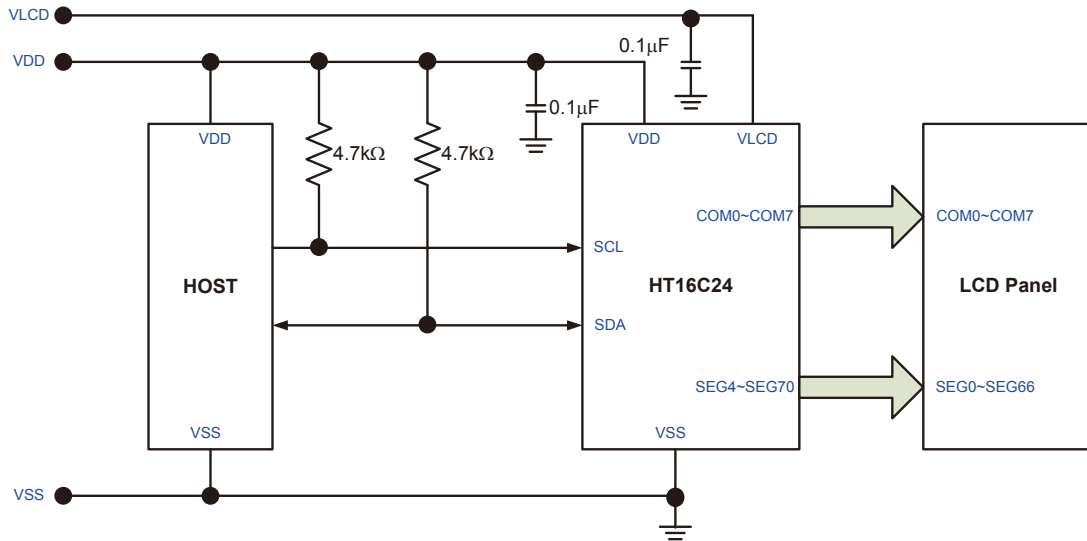 VLCD
VDD
0.1μF
0.1μF
VDD
4.7kΩ
4.7kΩ
VDD
VLCD
COM0~COM7
COM0~COM7
SCL
HOST
HT16C24
LCD Panel
SDA
SEG4~SEG70
SEG0~SEG66
VSS
VSS
VSS